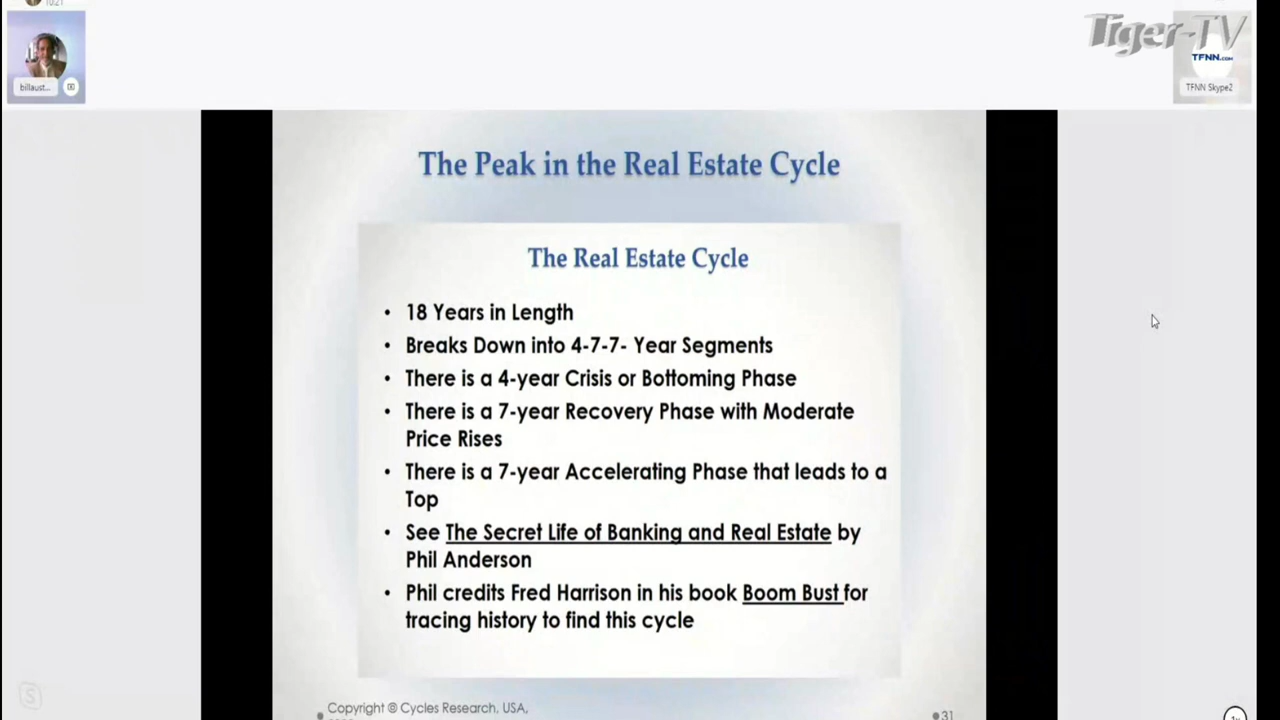 10:21
Tiger-TV
TFNN.COM
billaust...
TFNN Skype2
The Peak in the Real Estate Cycle
The Real Estate Cycle
• 18 Years in Length
• Breaks Down into 4-7-7- Year Segments
• There is a 4-year Crisis or Bottoming Phase
• There is a 7-year Recovery Phase with Moderate
Price Rises
• There is a 7-year Accelerating Phase that leads to a
Top
• See The Secret Life of Banking and Real Estate by
Phil Anderson
• Phil credits Fred Harrison in his book Boom Bust for
tracing history to find this cycle
• Copyright @ Cycles Research, USA,
•31